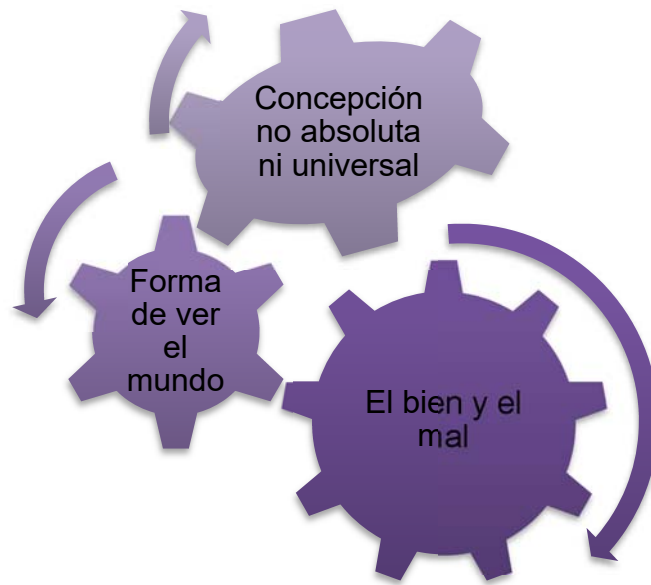 Concepción
no absoluta
ni universal
Forma
de ver
el
mundo
El bien y el
mal